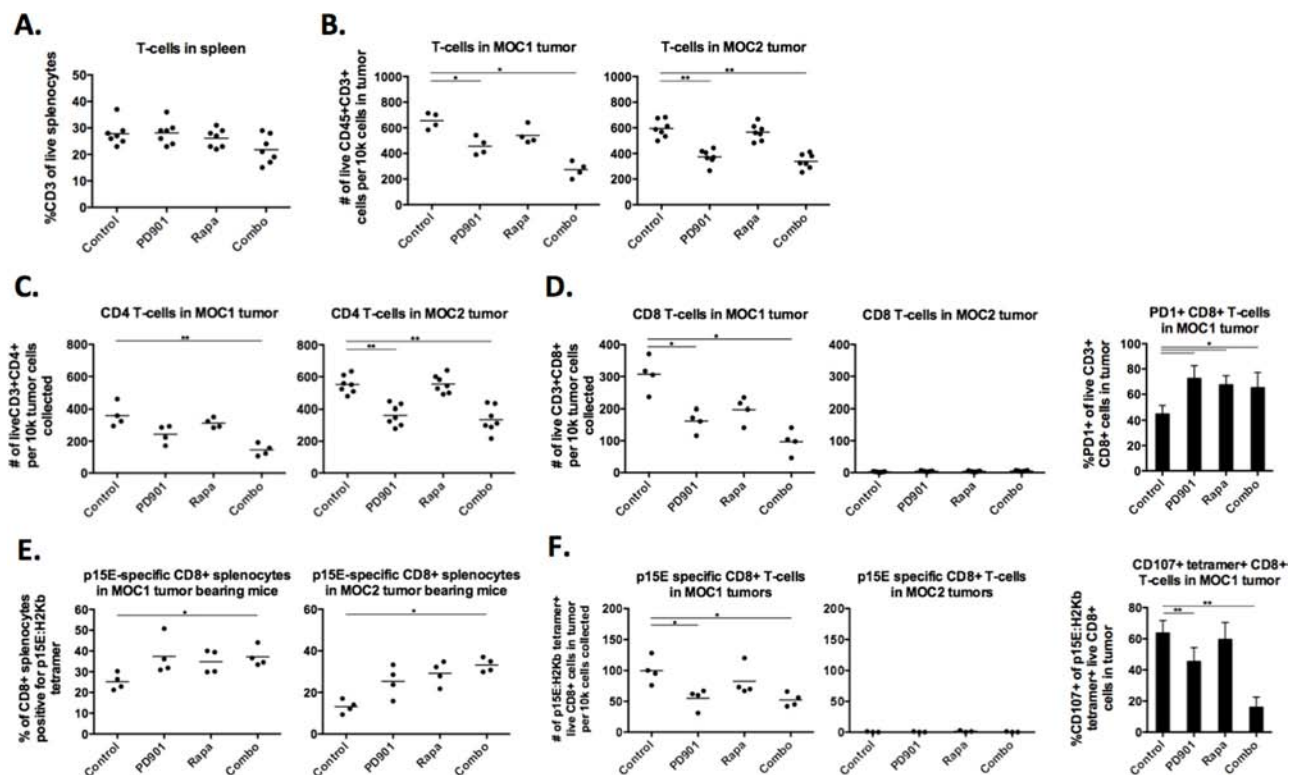 A.
T-cells in spleen
%CD3 of live splenocytes
50
40
30
20
10
0
Control
PD901
Rapa
Combo
B.
T-cells in MOC1 tumor
# of live CD45+CD3+
cells per 10k cells in tumor
1000
800
600
400
200
0
*
*
Control
PD901
Rapa
Combo
T-cells in MOC2 tumor
1000
800
600
400
200
0
**
**
Control
PD901
Rapa
Combo
C.
CD4 T-cells in MOC1 tumor
# of liveCD3+CD4+
per 10k tumor cells
collected
800
600
400
200
0
**
Control
PD901
Rapa
Combo
CD4 T-cells in MOC2 tumor
800
600
400
200
0
**
**
Control
PD901
Rapa
Combo
D.
CD8 T-cells in MOC1 tumor
# of live CD3+CD8+
per 10k tumor cells
collected
400
300
200
100
0
*
*
Control
PD901
Rapa
Combo
CD8 T-cells in MOC2 tumor
400
300
200
100
0
Control
PD901
Rapa
Combo
PD1+ CD8+ T-cells
in MOC1 tumor
%PD1+ of live CD3+
CD8+ cells in tumor
100
80
60
40
20
0
*
Control
PD901
Rapa
Combo
E.
p15E-specific CD8+ splenocytes
in MOC1 tumor bearing mice
% of CD8+ splenocytes
positive for p15E:H2Kb
tetramer
60
50
40
30
20
10
0
*
Control
PD901
Rapa
Combo
p15E-specific CD8+ splenocytes
in MOC2 tumor bearing mice
60
40
20
0
*
Control
PD901
Rapa
Combo
F.
p15E specific CD8+ T-cells
in MOC1 tumors
# of p15E:H2Kb tetramer+
live CD8+ cells in tumor
per 10k cells collected
200
150
100
50
0
*
*
Control
PD901
Rapa
Combo
p15E specific CD8+ T-cells
in MOC2 tumors
200
150
100
50
0
Control
PD901
Rapa
Combo
CD107+ tetramer+ CD8+
T-cells in MOC1 tumor
%CD107+ of p15E:H2Kb
tetramer+ live CD8+
cells in tumor
80
60
40
20
0
**
**
Control
PD901
Rapa
Combo